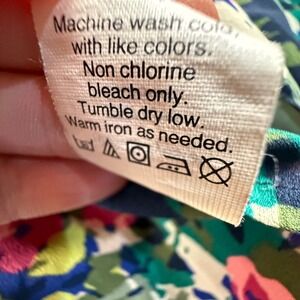 Machine wash cold,
with like colors.
Non chlorine
bleach only.
Tumble dry low.
Warm iron as needed.